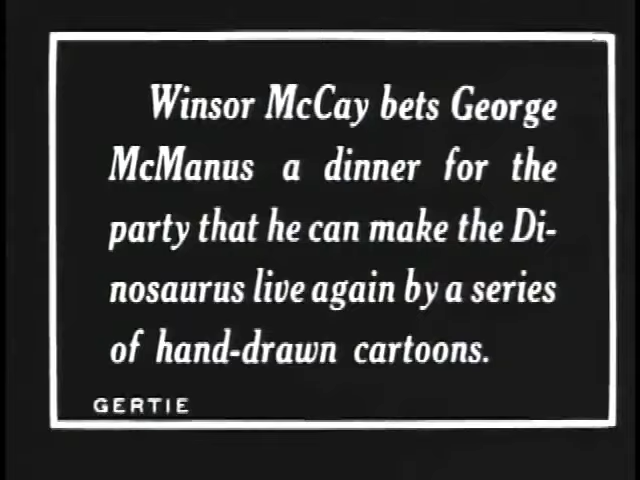 Winsor McCay bets George
McManus a dinner for the
party that he can make the Di-
nosaurus live again by a series
of hand-drawn cartoons.
GERTIE